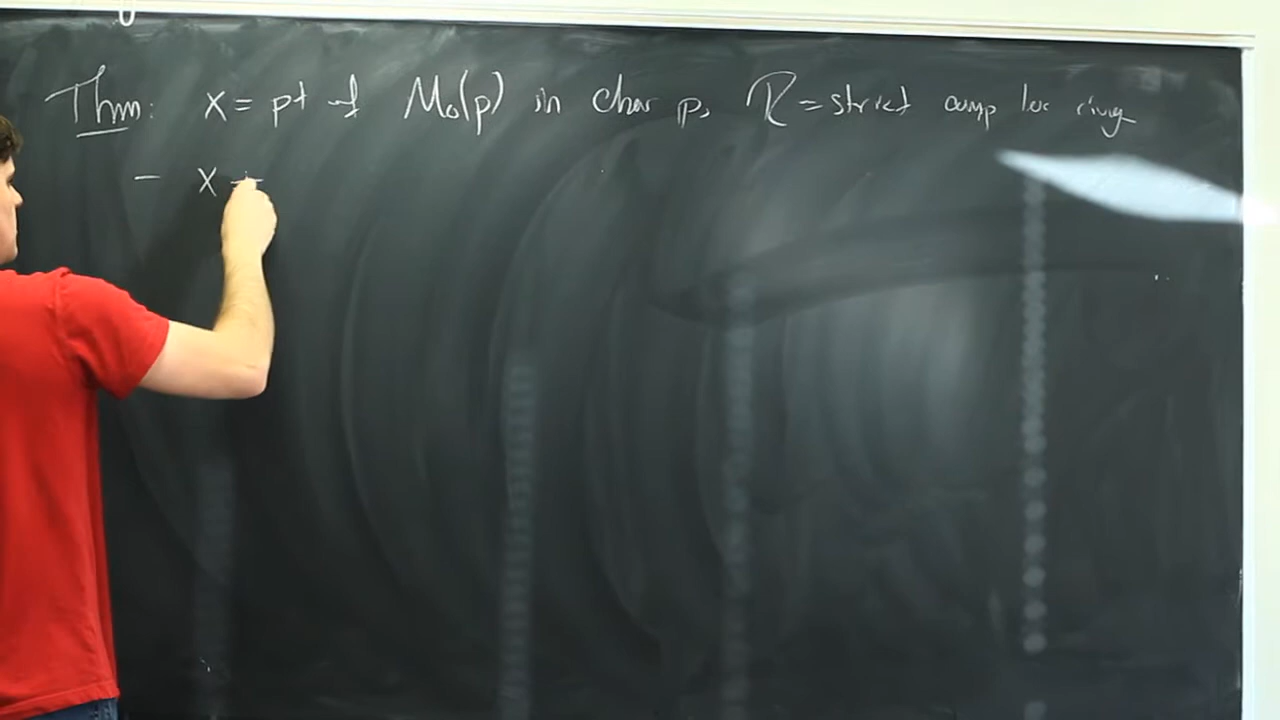 Thm: x = pt of M₀(p) in char p, R = strict comp loc ring
– x